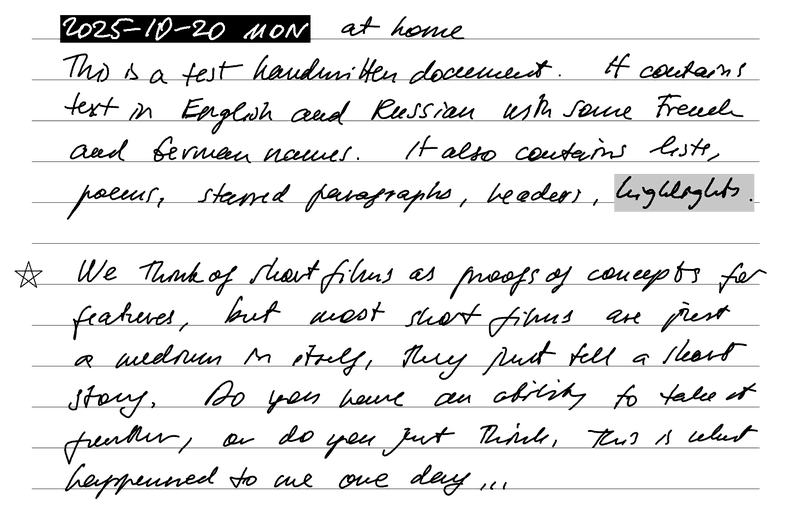 2025-10-20 MON at home
This is a test handwritten document. It contains
text in English and Russian with some French
and German names. It also contains lists,
poems, starred paragraphs, headers, highlights.
☆ We think of short films as proofs of concepts for
features, but most short films are just
a medium in itself, they just tell a short
story. Do you have an ability to take it
further, or do you just think, this is what
happenned to me one day...